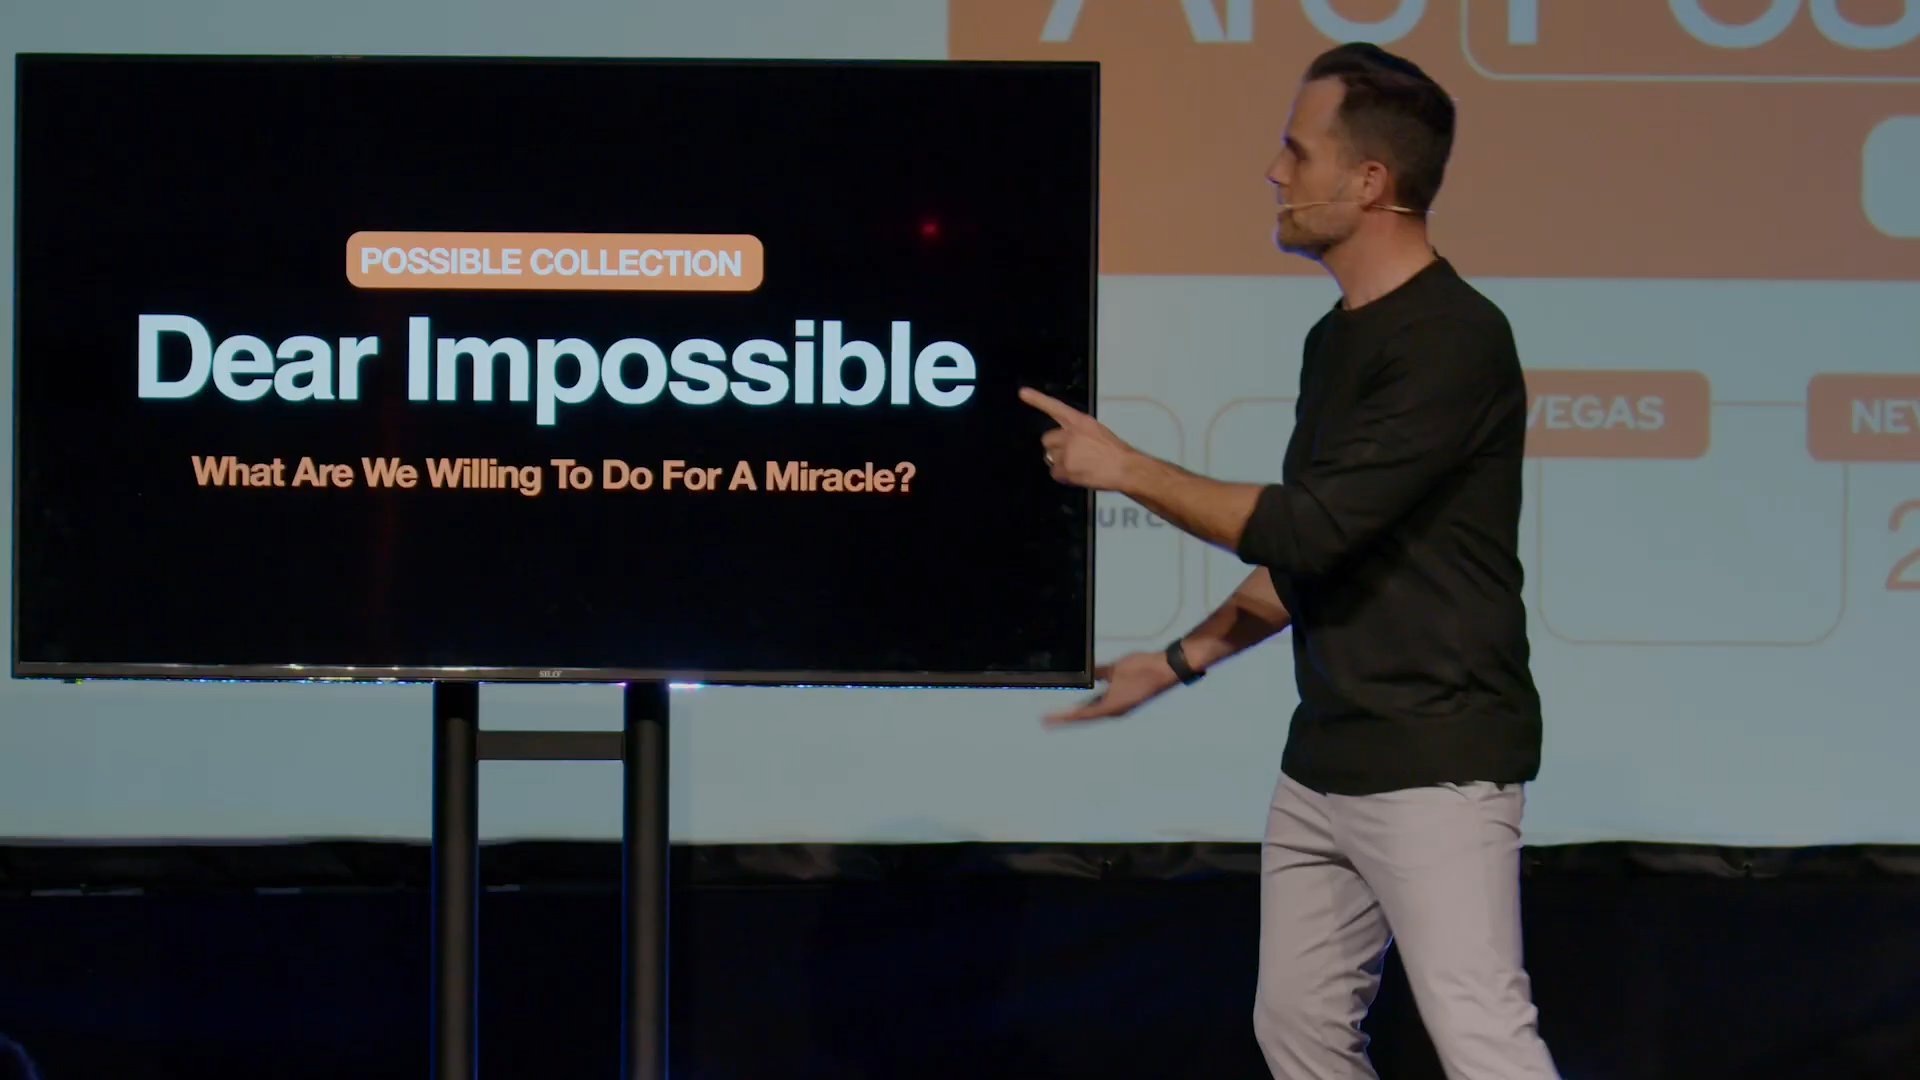 POSSIBLE COLLECTION
Dear Impossible
What Are We Willing To Do For A Miracle?
VEGAS